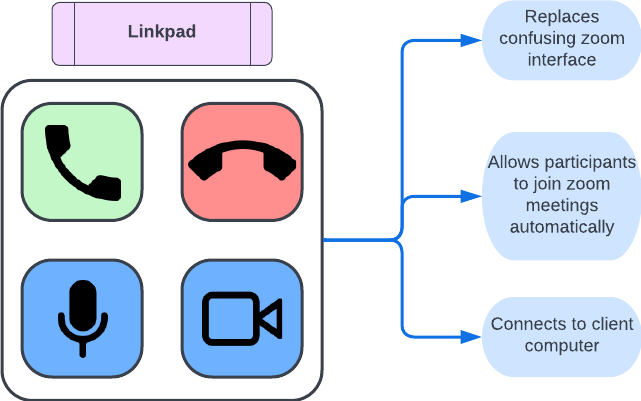 Linkpad
Replaces
confusing zoom
interface
Allows participants
to join zoom
meetings
automatically
Connects to client
computer